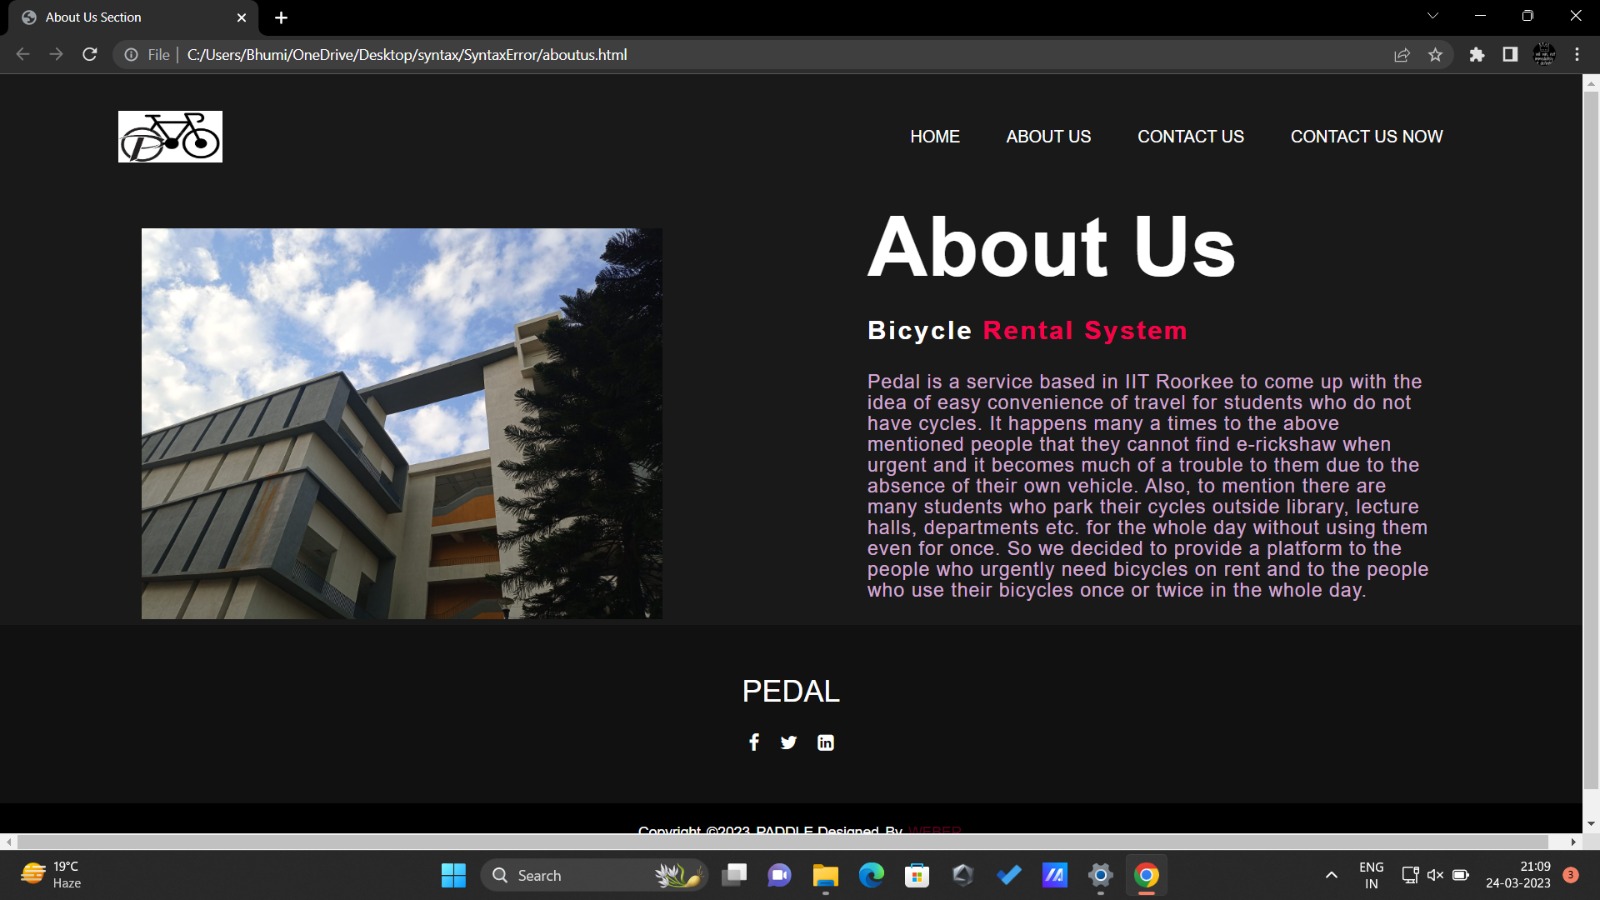 About Us Section
File | C:/Users/Bhumi/OneDrive/Desktop/syntax/SyntaxError/aboutus.html
HOME ABOUT US CONTACT US CONTACT US NOW
About Us
Bicycle Rental System
Pedal is a service based in IIT Roorkee to come up with the
idea of easy convenience of travel for students who do not
have cycles. It happens many a times to the above
mentioned people that they cannot find e-rickshaw when
urgent and it becomes much of a trouble to them due to the
absence of their own vehicle. Also, to mention there are
many students who park their cycles outside library, lecture
halls, departments etc. for the whole day without using them
even for once. So we decided to provide a platform to the
people who urgently need bicycles on rent and to the people
who use their bicycles once or twice in the whole day.
PEDAL
Copyright ©2023 PADDLE Designed By WEBER
19°C
Haze
Search
ENG
IN
21:09
24-03-2023
3